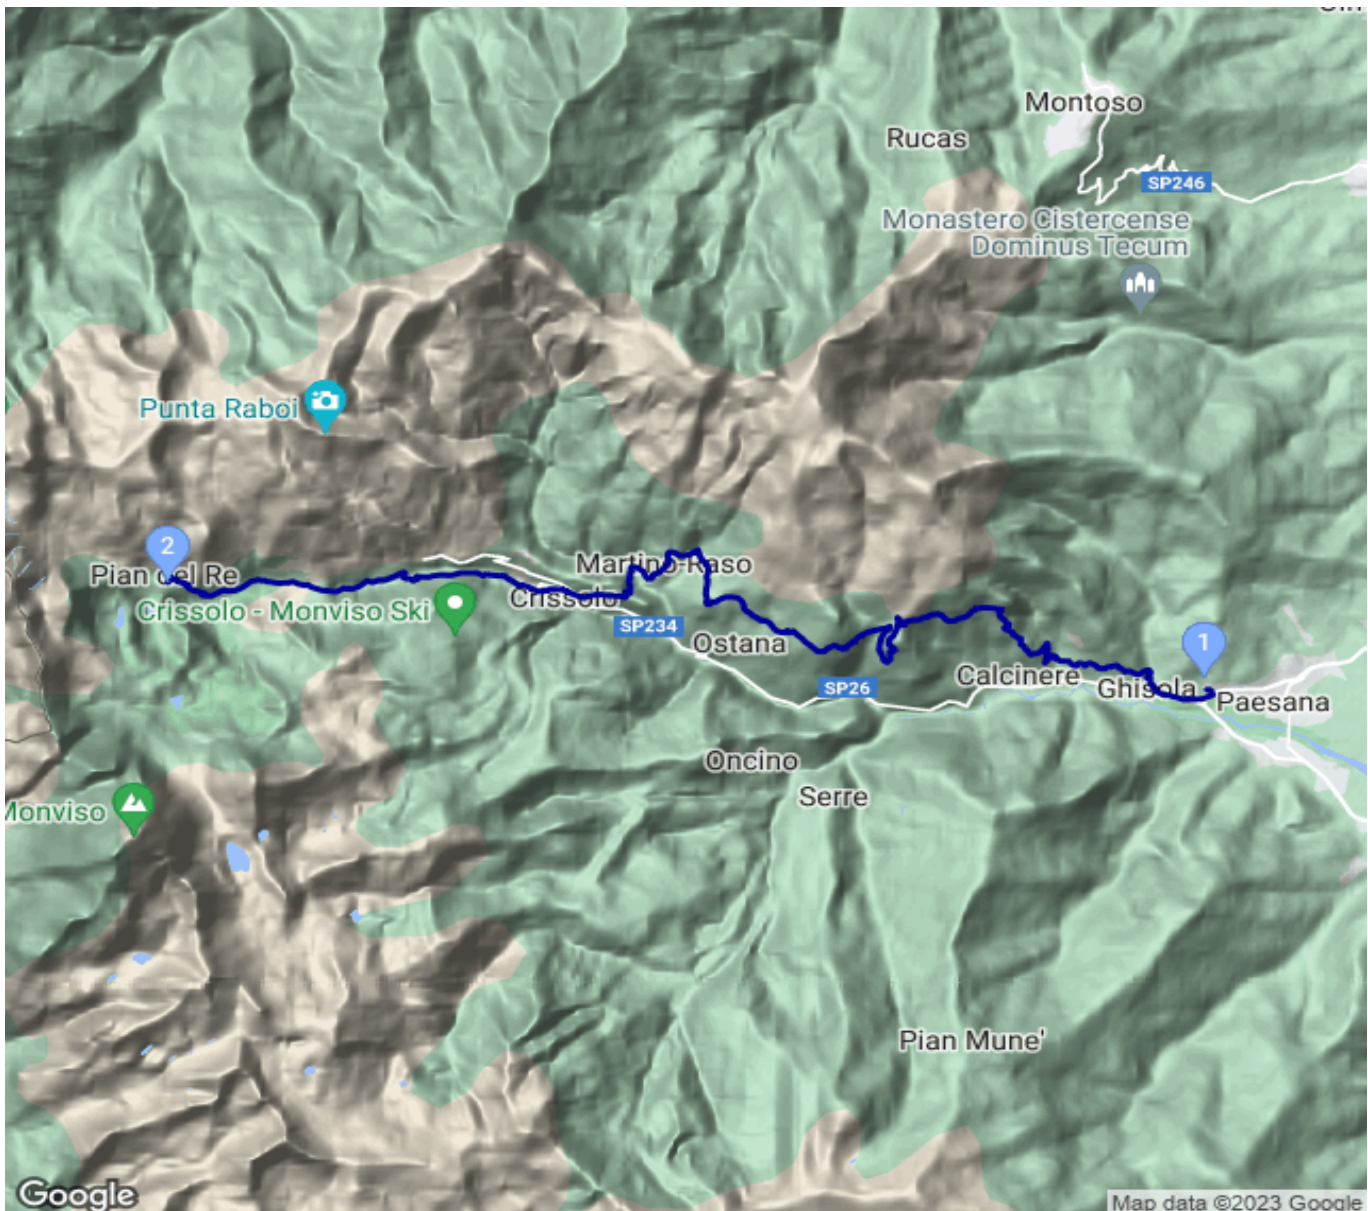 Montoso
Rucas
SP246
Monastero Cistercense
Dominus Tecum
Punta Raboi
2
Pian del Re
Martino-Raso
Crissolo
Crissolo - Monviso Ski
SP234
Ostana
1
Calcinere
Ghisola
SP26
Paesana
Oncino
Serre
Monviso
Pian Mune'
Google
Map data ©2023 Google